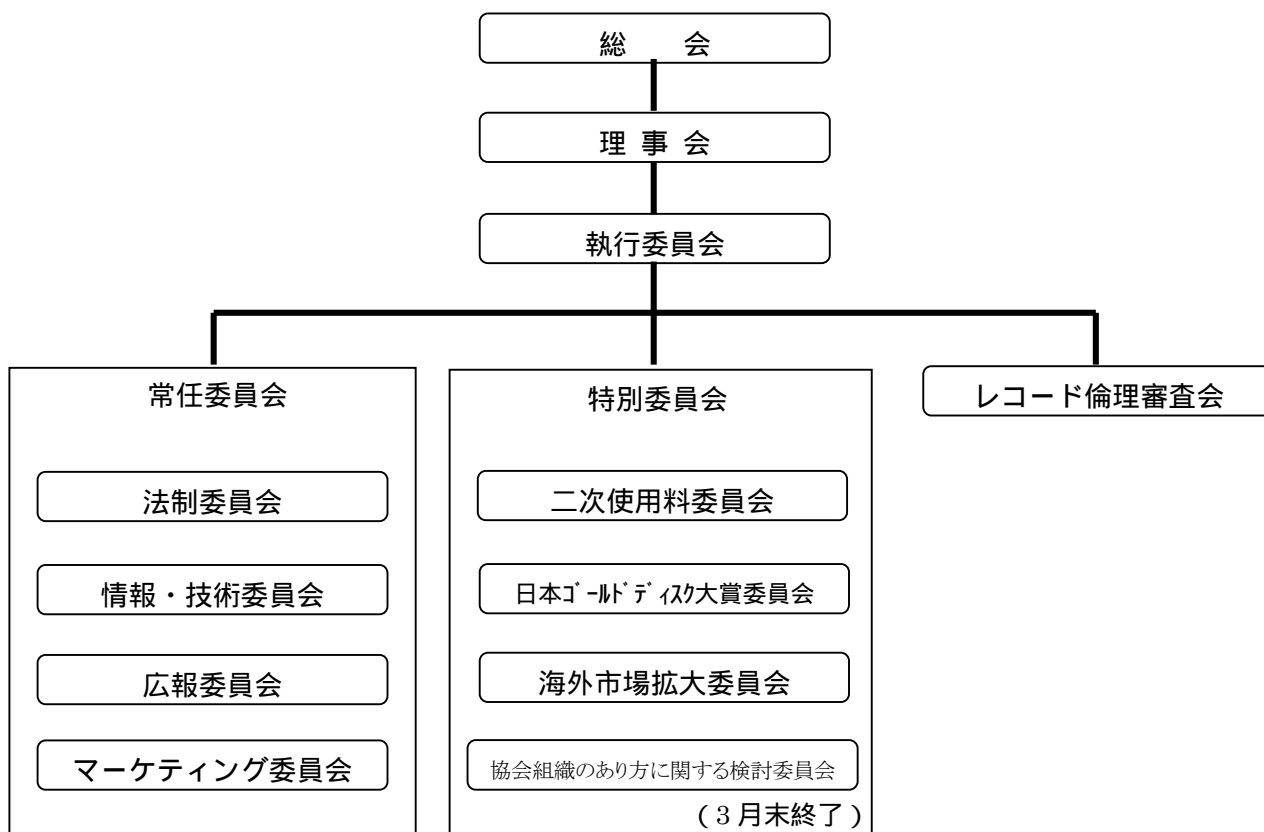 総　　会
理 事 会
執行委員会
常任委員会
法制委員会
情報・技術委員会
広報委員会
マーケティング委員会
特別委員会
二次使用料委員会
日本ｺﾞｰﾙﾄﾞﾃﾞｨｽｸ大賞委員会
海外市場拡大委員会
協会組織のあり方に関する検討委員会
(３月末終了)
レコード倫理審査会